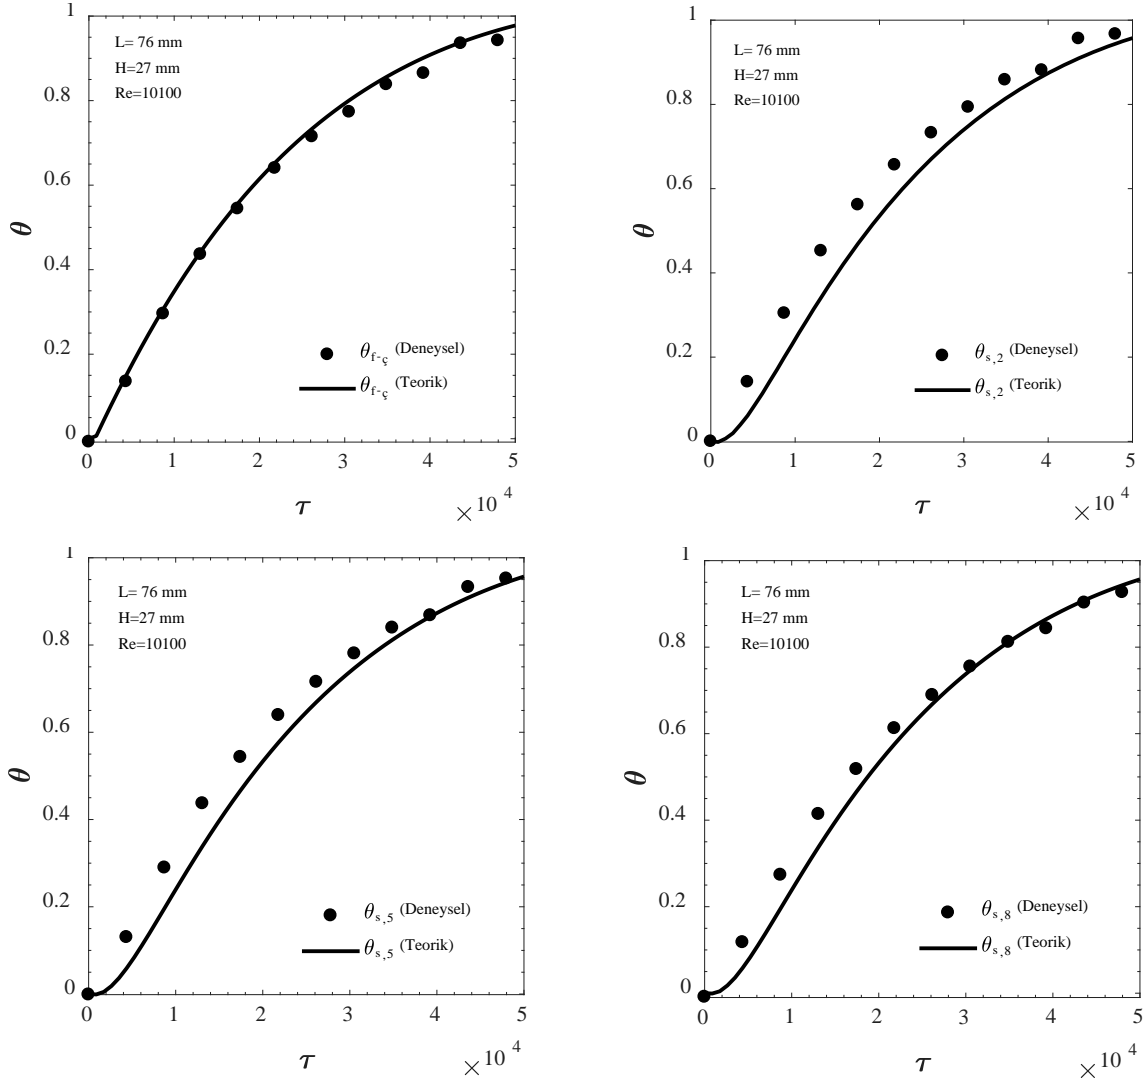 1
0.8
0.6
0.4
0.2
0
θ
L= 76 mm
H=27 mm
Re=10100
θf-ç (Deneysel)
θf-ç (Teorik)
0 1 2 3 4 5
τ
×10 4
1
0.8
0.6
0.4
0.2
0
θ
L= 76 mm
H=27 mm
Re=10100
θs,2 (Deneysel)
θs,2 (Teorik)
0 1 2 3 4 5
×10 4
τ
1
0.8
0.6
0.4
0.2
0
θ
L= 76 mm
H=27 mm
Re=10100
θs,5 (Deneysel)
θs,5 (Teorik)
0 1 2 3 4 5
τ
×10 4
1
0.8
0.6
0.4
0.2
0
θ
L= 76 mm
H=27 mm
Re=10100
θs,8 (Deneysel)
θs,8 (Teorik)
0 1 2 3 4 5
τ
×10 4